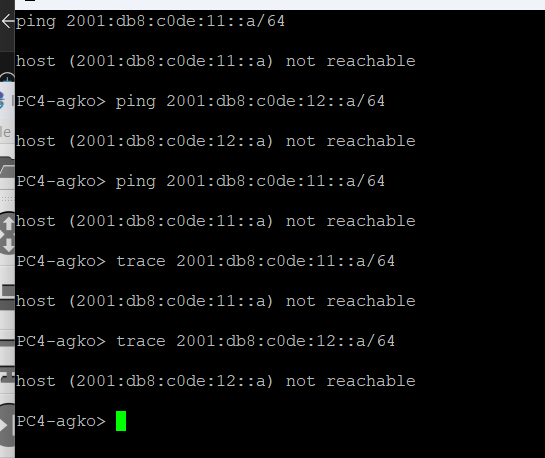 ping 2001:db8:c0de:11::a/64
host (2001:db8:c0de:11::a) not reachable
PC4-agko> ping 2001:db8:c0de:12::a/64
host (2001:db8:c0de:12::a) not reachable
PC4-agko> ping 2001:db8:c0de:11::a/64
host (2001:db8:c0de:11::a) not reachable
PC4-agko> trace 2001:db8:c0de:11::a/64
host (2001:db8:c0de:11::a) not reachable
PC4-agko> trace 2001:db8:c0de:12::a/64
host (2001:db8:c0de:12::a) not reachable
PC4-agko>